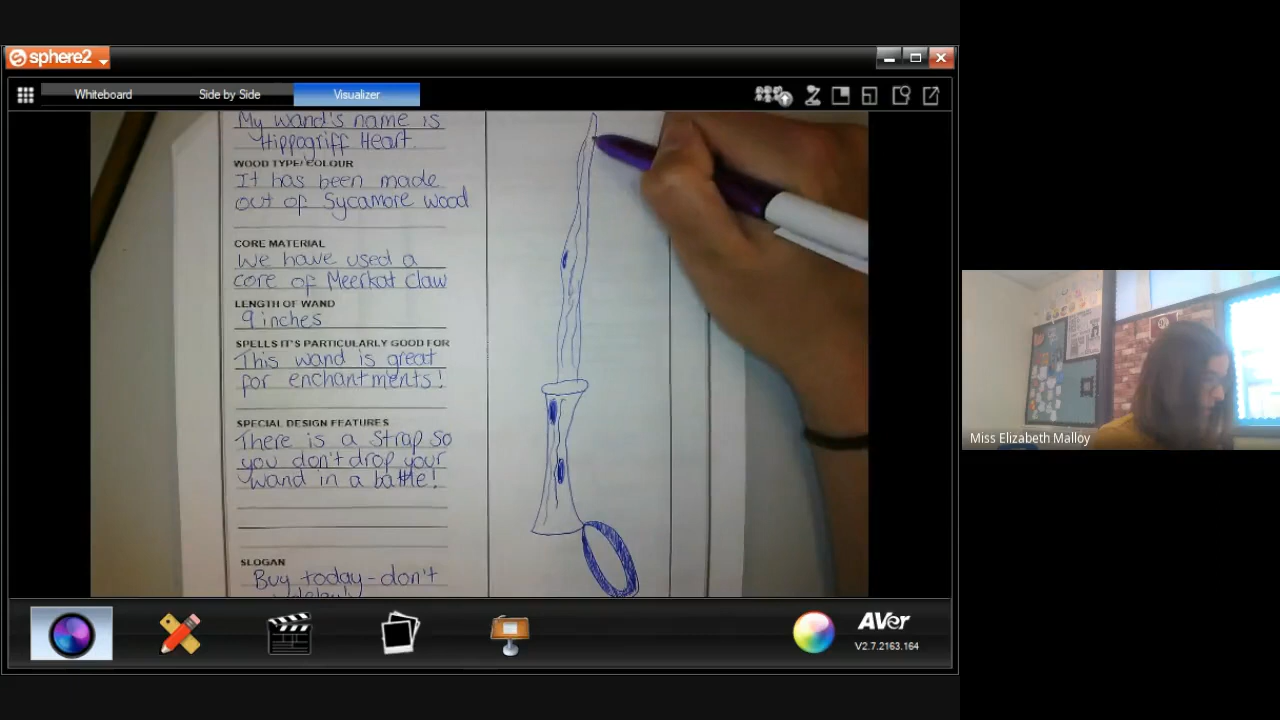 sphere2
Whiteboard
Side by Side
Visualizer
My wand's name is
Hippogriff Heart.
WOOD TYPE/COLOUR
It has been made
out of Sycamore wood
CORE MATERIAL
We have used a
core of Meerkat Claw
LENGTH OF WAND
9 inches
SPELLS IT'S PARTICULARLY GOOD FOR
This wand is great
for enchantments!
SPECIAL DESIGN FEATURES
There is a strap so
you don't drop your
wand in a battle!
SLOGAN
Buy today - don't
AVer
V2.7.2163.164
Miss Elizabeth Malloy